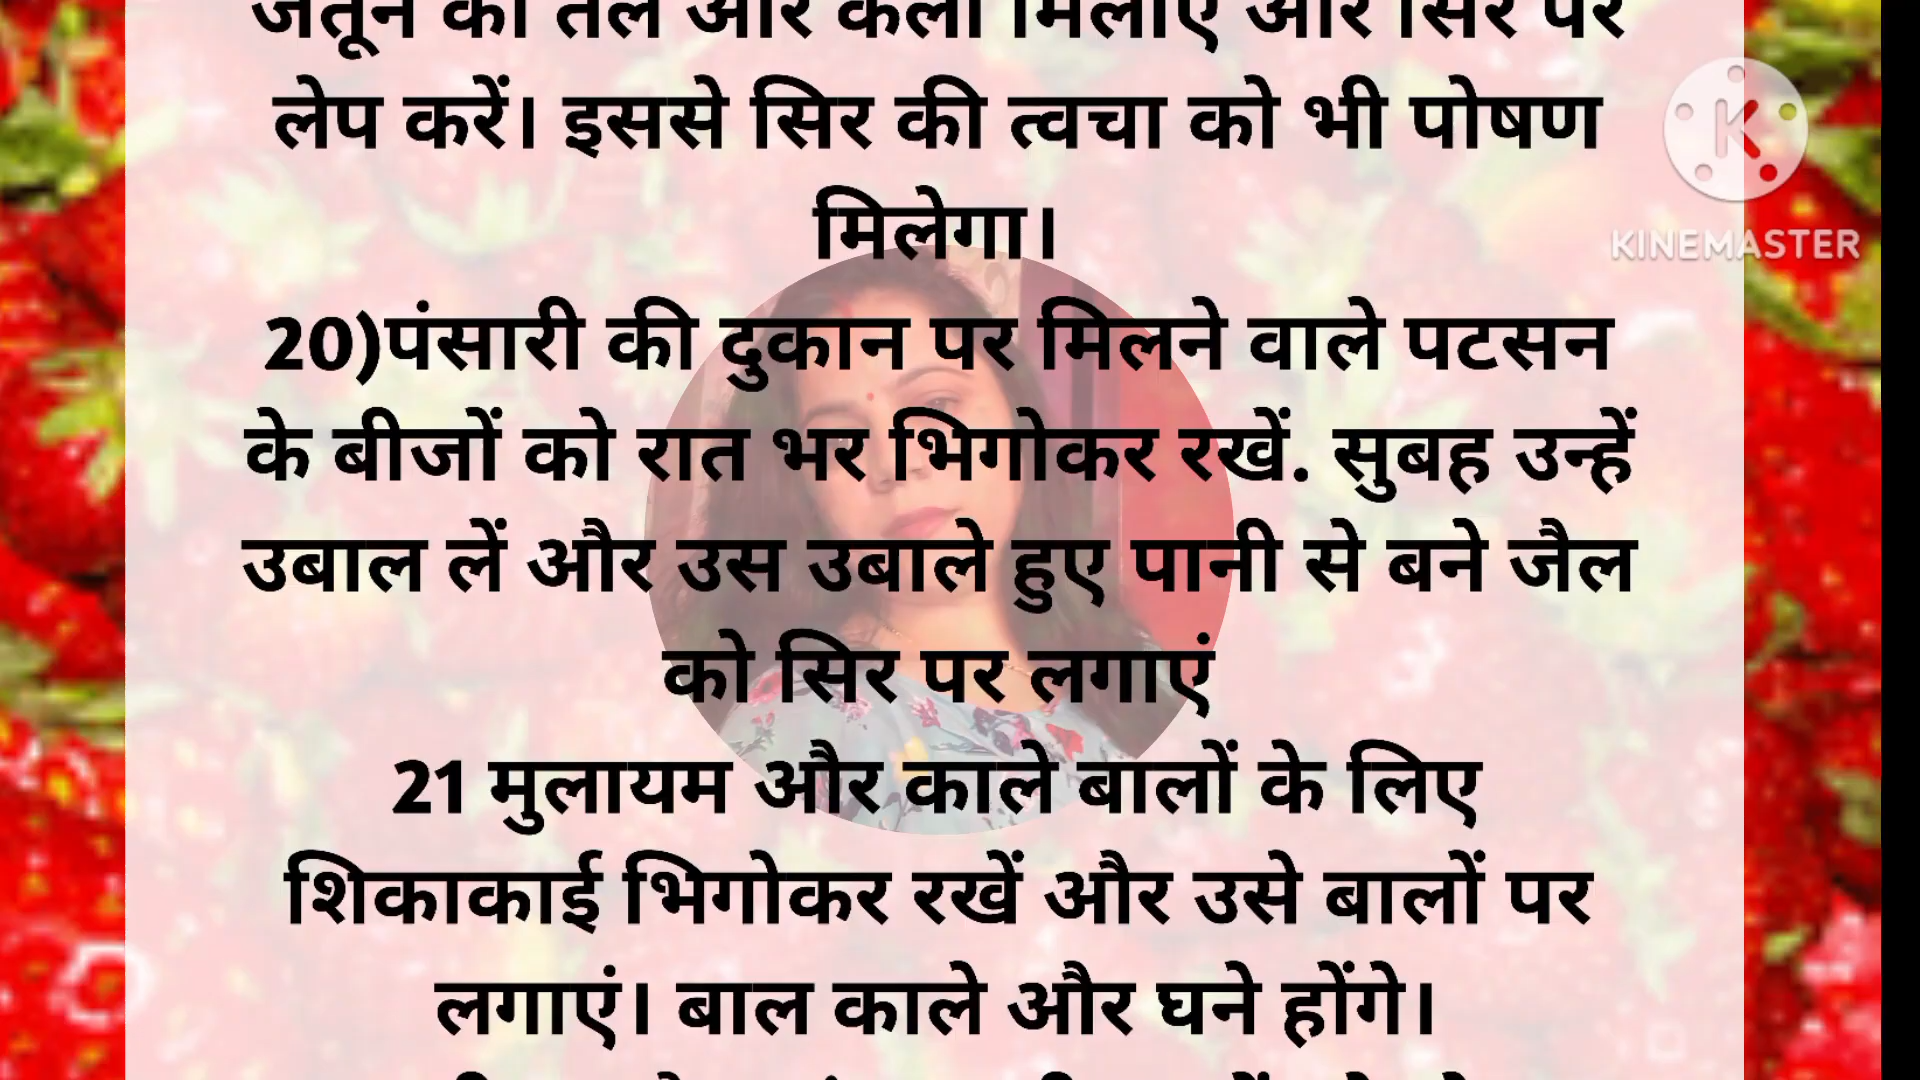 जैतून का तेल और केला मिलाएं और सिर पर
लेप करें। इससे सिर की त्वचा को भी पोषण
मिलेगा।
20)पंसारी की दुकान पर मिलने वाले पटसन
के बीजों को रात भर भिगोकर रखें. सुबह उन्हें
उबाल लें और उस उबाले हुए पानी से बने जैल
को सिर पर लगाएं
21 मुलायम और काले बालों के लिए
शिकाकाई भिगोकर रखें और उसे बालों पर
लगाएं। बाल काले और घने होंगे।
KINEMASTER